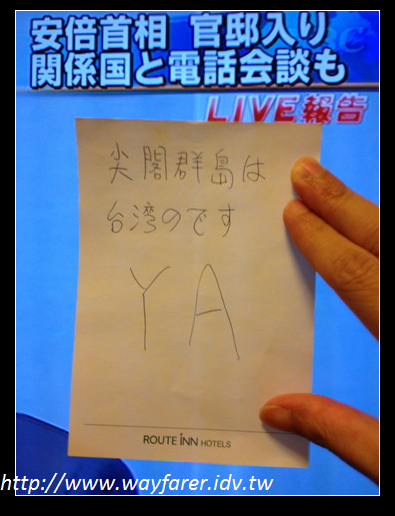 安倍首相 官邸入り
関係国と電話会談も
LIVE報告
尖閣群島は
台湾のです
YA
ROUTE INN HOTELS
http://www.wayfarer.idv.tw